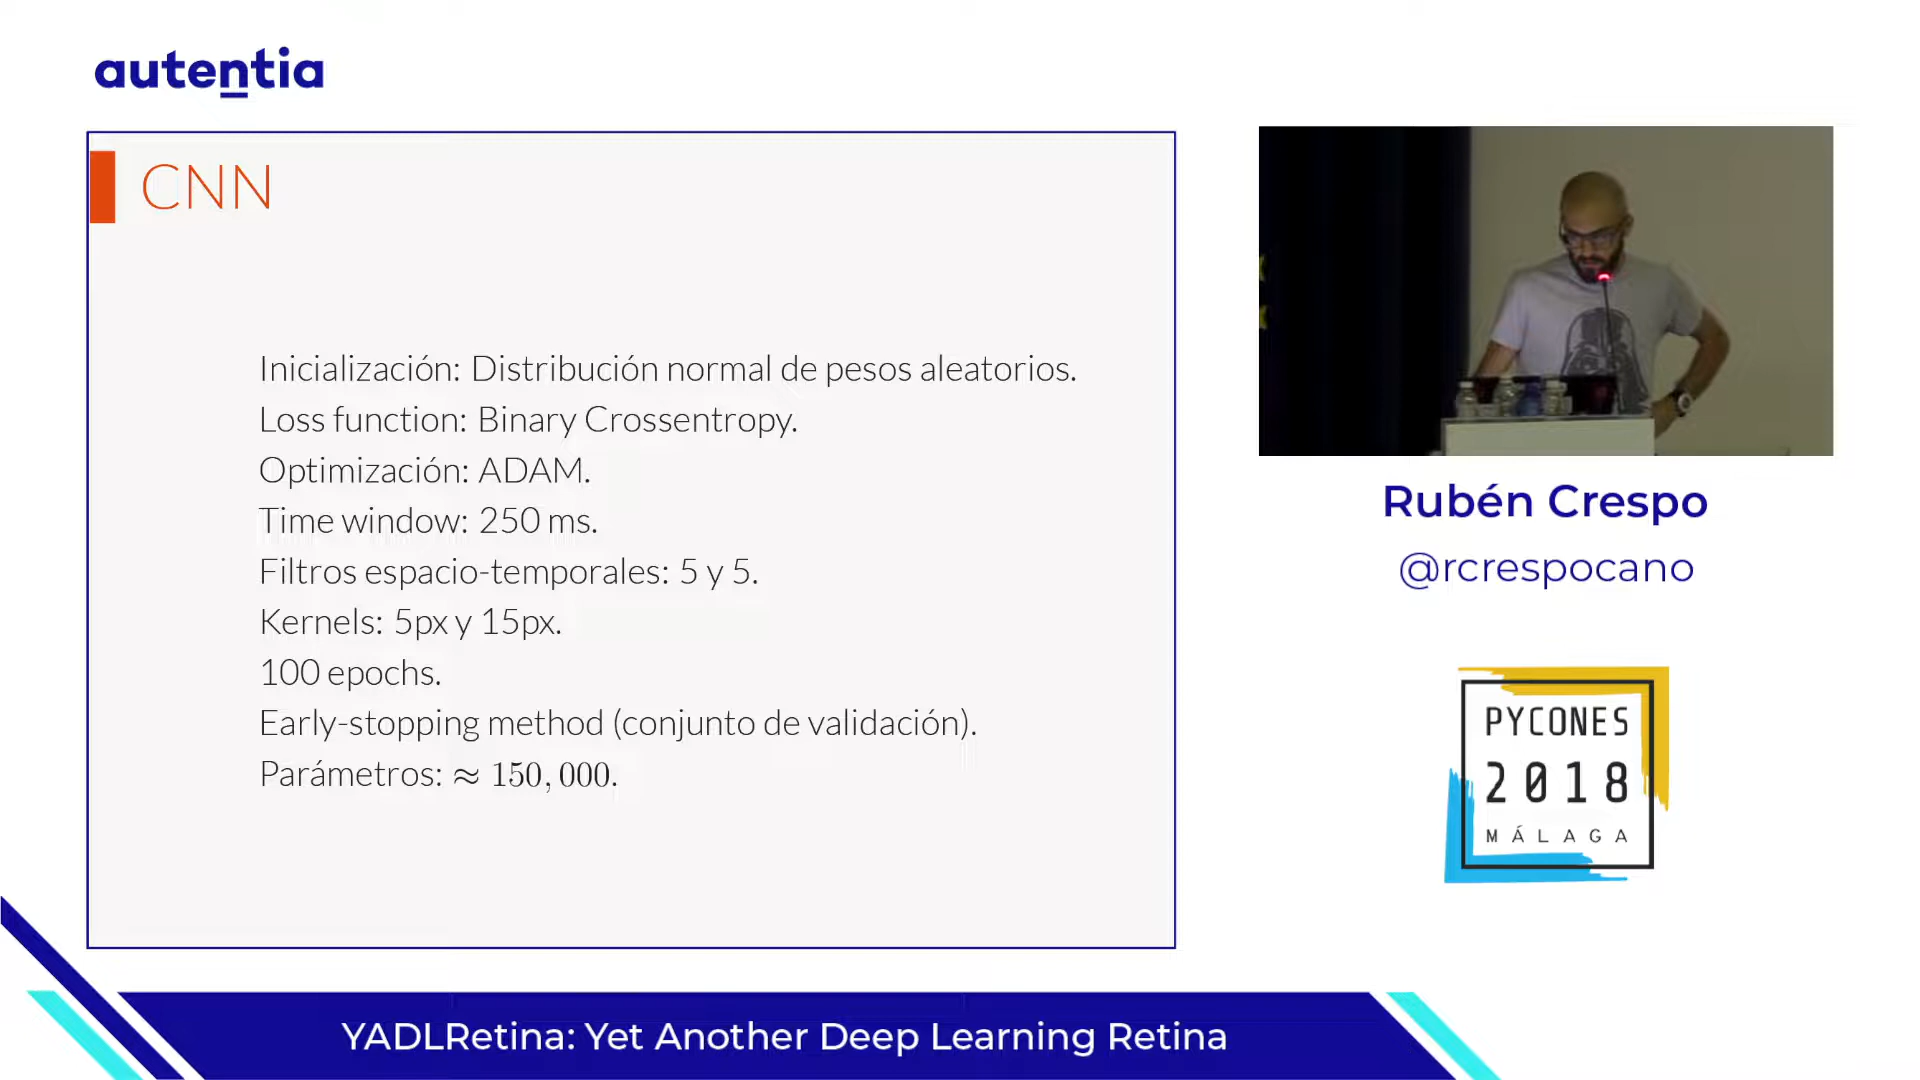 autentia
CNN
Inicialización: Distribución normal de pesos aleatorios.
Loss function: Binary Crossentropy.
Optimización: ADAM.
Time window: 250 ms.
Filtros espacio-temporales: 5 y 5.
Kernels: 5px y 15px.
100 epochs.
Early-stopping method (conjunto de validación).
Parámetros: ≈ 150,000.
Rubén Crespo
@rcrespocano
PYCONES
2018
MÁLAGA
YADLRetina: Yet Another Deep Learning Retina